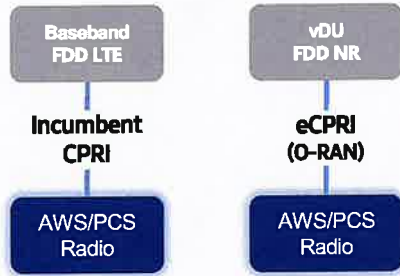 Baseband
FDD LTE
Incumbent
CPRI
AWS/PCS
Radio
vDU
FDD NR
eCPRI
(O-RAN)
AWS/PCS
Radio